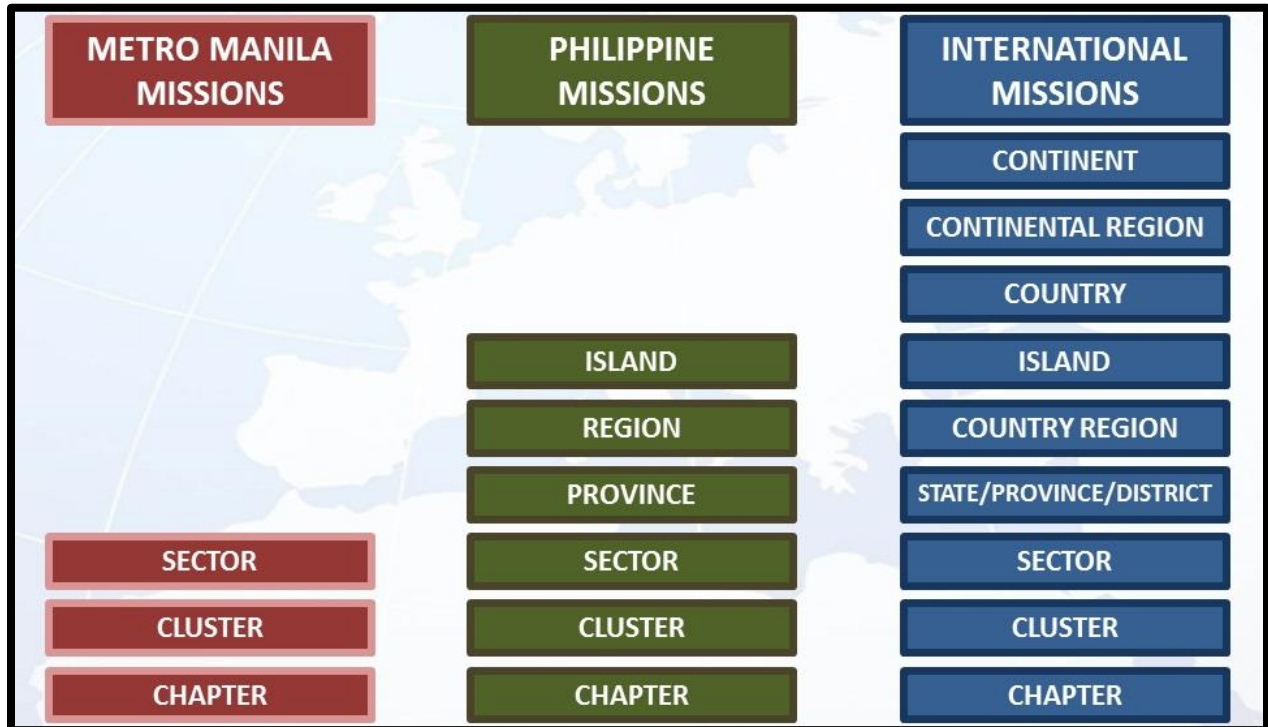 METRO MANILA
MISSIONS
SECTOR
CLUSTER
CHAPTER
PHILIPPINE
MISSIONS
ISLAND
REGION
PROVINCE
SECTOR
CLUSTER
CHAPTER
INTERNATIONAL
MISSIONS
CONTINENT
CONTINENTAL REGION
COUNTRY
ISLAND
COUNTRY REGION
STATE/PROVINCE/DISTRICT
SECTOR
CLUSTER
CHAPTER